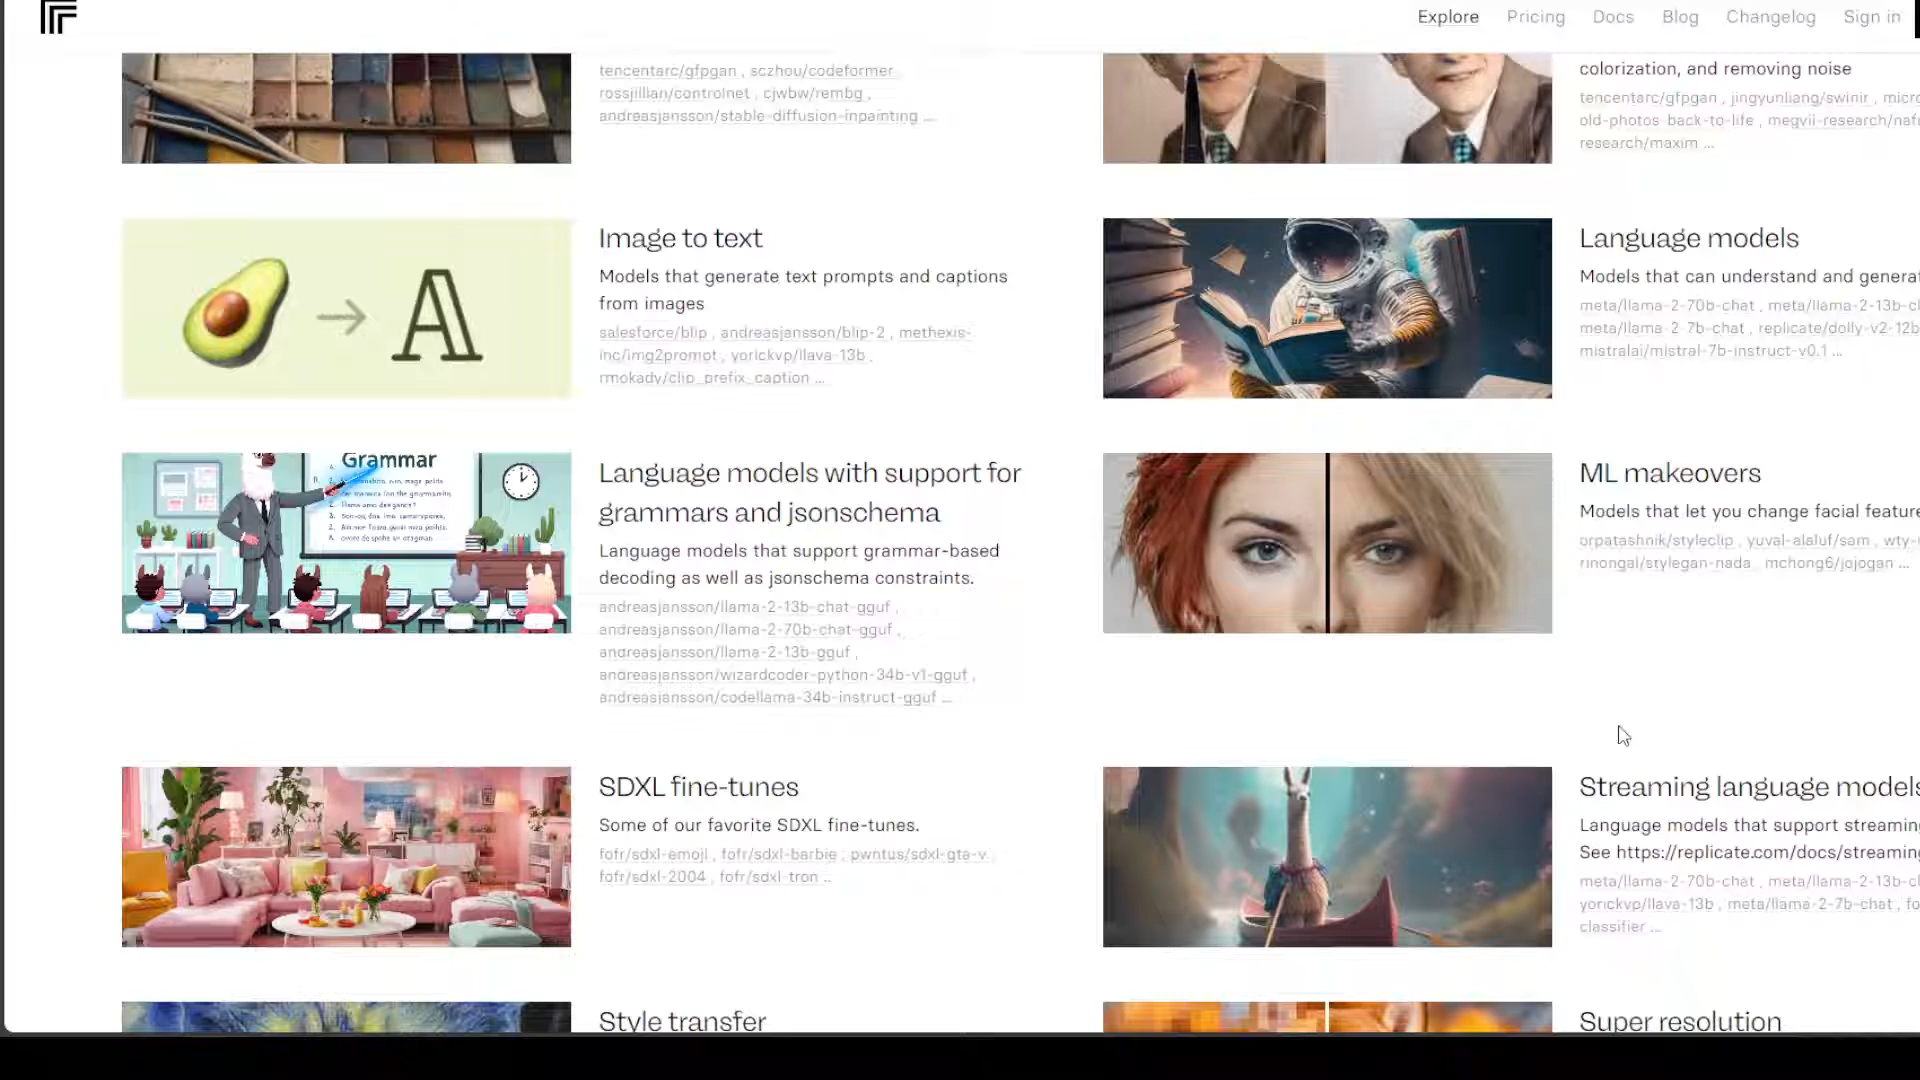 Explore
Pricing
Docs
Blog
Changelog
Sign in
tencentarc/gfpgan , sczhou/codeformer
rossjillian/controlnet , cjwbw/rembg ,
andreasjansson/stable-diffusion-inpainting ...
colorization, and removing noise
tencentarc/gfpgan , jingyunliang/swinir , micro
old-photos-back-to-life , megvii-research/naf
research/maxim ...
Image to text
Models that generate text prompts and captions
from images
salesforce/blip , andreasjansson/blip-2 , methexis-
inc/img2prompt , yorickvp/llava-13b ,
rmokady/clip_prefix_caption ...
Language models
Models that can understand and generat
meta/llama-2-70b-chat , meta/llama-2-13b-cl
meta/llama-2-7b-chat , replicate/dolly-v2-12b
mistralai/mistral-7b-instruct-v0.1 ...
Grammar
Language models with support for
grammars and jsonschema
Language models that support grammar-based
decoding as well as jsonschema constraints.
andreasjansson/llama-2-13b-chat-gguf ,
andreasjansson/llama-2-70b-chat-gguf ,
andreasjansson/llama-2-13b-gguf ,
andreasjansson/wizardcoder-python-34b-v1-gguf ,
andreasjansson/codellama-34b-instruct-gguf ...
ML makeovers
Models that let you change facial feature
orpatashnik/styleclip , yuval-alaluf/sam , wty-
rinongal/stylegan-nada , mchong6/jojogan ...
SDXL fine-tunes
Some of our favorite SDXL fine-tunes.
fofr/sdxl-emoji , fofr/sdxl-barbie , pwntus/sdxl-gta-v ,
fofr/sdxl-2004 , fofr/sdxl-tron ...
Streaming language models
Language models that support streaming
See https://replicate.com/docs/streaming
meta/llama-2-70b-chat , meta/llama-2-13b-cl
yorickvp/llava-13b , meta/llama-2-7b-chat , fo
classifier ...
Style transfer
Super resolution